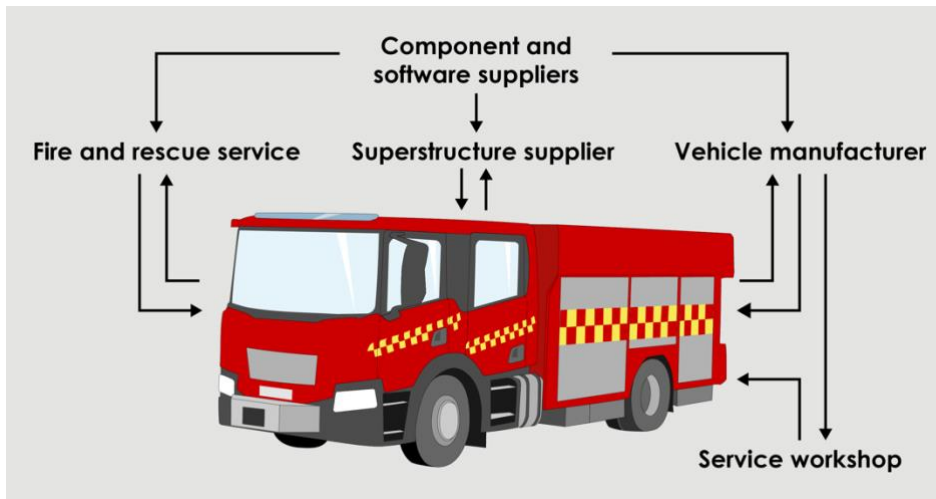 Component and
software suppliers
Fire and rescue service
Superstructure supplier
Vehicle manufacturer
Service workshop